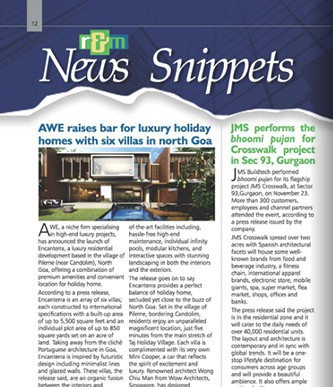 12
r&m
News Snippets
AWE raises bar for luxury holiday
homes with six villas in north Goa
AWE, a niche firm specialising
in high-end luxury projects,
has announced the launch of
Encanterra, a luxury residential
development based in the village of
Pilerne (near Candolim), North
Goa, offering a combination of
premium amenities and convenient
location for holiday home.
According to a press release,
Encanterra is an array of six villas;
each constructed to international
specifications with a built-up area
of up to 5,500 square feet and an
individual plot area of up to 850
square yards set on an acre of
land. Taking away from the cliché
Portuguese architecture in Goa,
Encanterra is inspired by futuristic
design including minimalist lines
and glazed walls. These villas, the
release said, are an organic fusion
between the interior and
of-the-art facilities including,
hassle free high-end
maintenance, individual infinity
pools, modular kitchens, and
interactive spaces with stunning
landscaping in both the interiors
and the exteriors.
The release goes on to say
Encanterra provides a perfect
balance of holiday home,
secluded yet close to the buzz of
North Goa. Set in the village of
Pilerne, bordering Candolim,
residents enjoy an unparalleled
magnificent location, just five
minutes from the main stretch of
Taj Holiday Village. Each villa is
complimented with its very own
Mini Cooper, a car that reflects
the spirit of excitement and
luxury. Renowned architect Wong
Chiu Man from Wow Architects,
Singapore, has designed
JMS performs the
bhoomi pujan for
Crosswalk project
in Sec 93, Gurgaon
JMS Buildtech performed
bhoomi pujan for its flagship
project JMS Crosswalk, at Sector
93,Gurgaon, on November 23.
More than 300 customers,
employees and channel partners
attended the event, according to
a press release issued by the
company.
JMS Crosswalk spread over two
acres with Spanish architectural
facets will house some well-
known brands from food and
beverage industry, a fitness
chain, international apparel
brands, electronic store, mobile
giants, spa, super market, flea
market, shops, offices and
banks.
The press release said the project
is in the residential zone and it
will cater to the daily needs of
over 40,000 residential units.
The layout and architecture is
contemporary and in sync with
global trends. It will be a one-
stop lifestyle destination for
consumers across age groups
and will provide a beautiful
ambience. It also offers ample